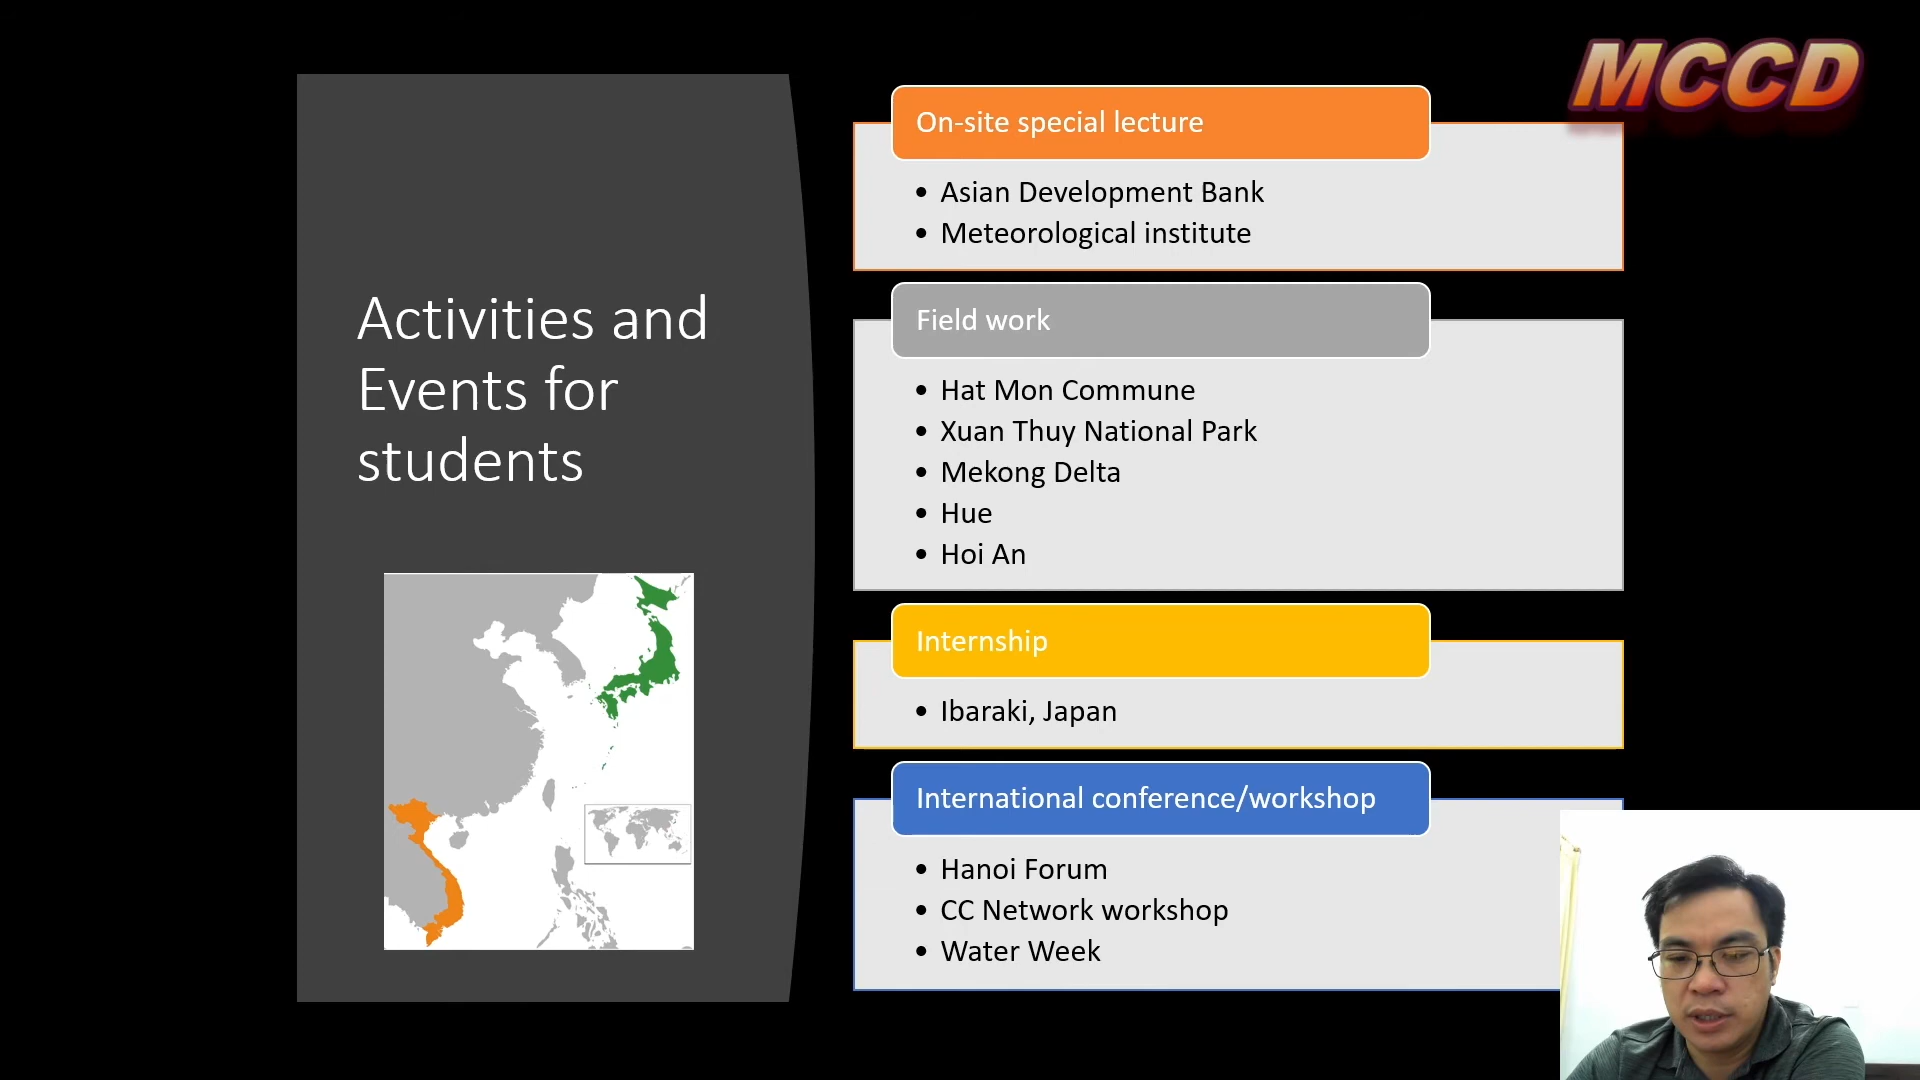 MCCD
Activities and
Events for
students
On-site special lecture
• Asian Development Bank
• Meteorological institute
Field work
• Hat Mon Commune
• Xuan Thuy National Park
• Mekong Delta
• Hue
• Hoi An
Internship
• Ibaraki, Japan
International conference/workshop
• Hanoi Forum
• CC Network workshop
• Water Week